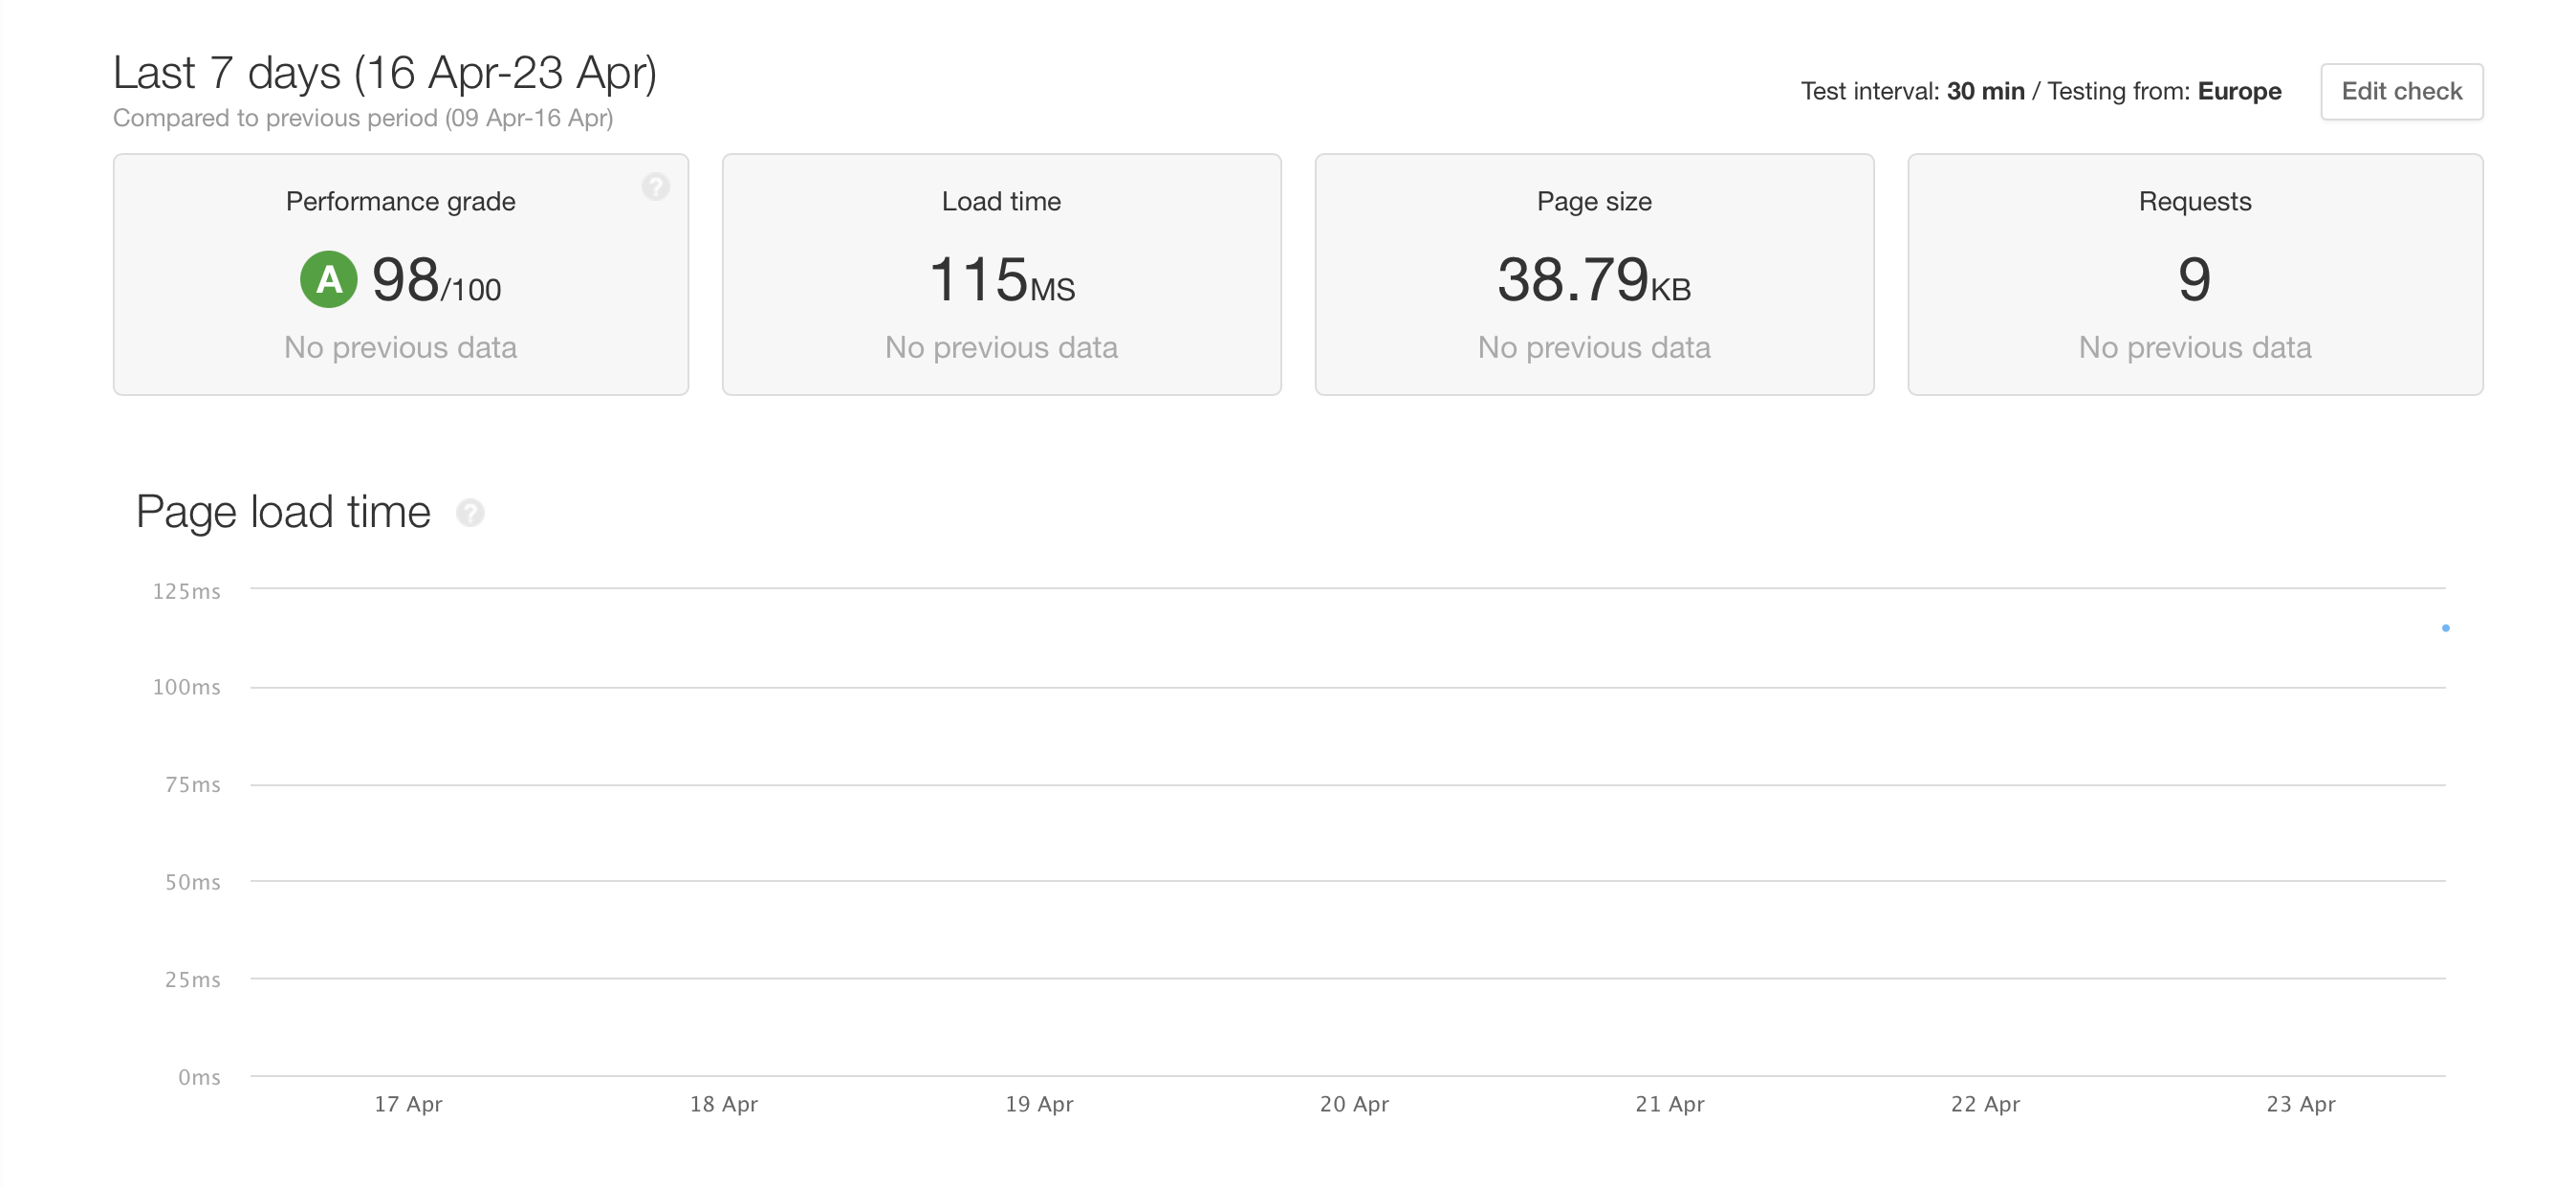 Last 7 days (16 Apr-23 Apr)
Compared to previous period (09 Apr-16 Apr)
Test interval: 30 min / Testing from: Europe
Edit check
Performance grade
?
A 98/100
No previous data
Load time
115MS
No previous data
Page size
38.79KB
No previous data
Requests
9
No previous data
Page load time ?
125ms
100ms
75ms
50ms
25ms
0ms
17 Apr 18 Apr 19 Apr 20 Apr 21 Apr 22 Apr 23 Apr